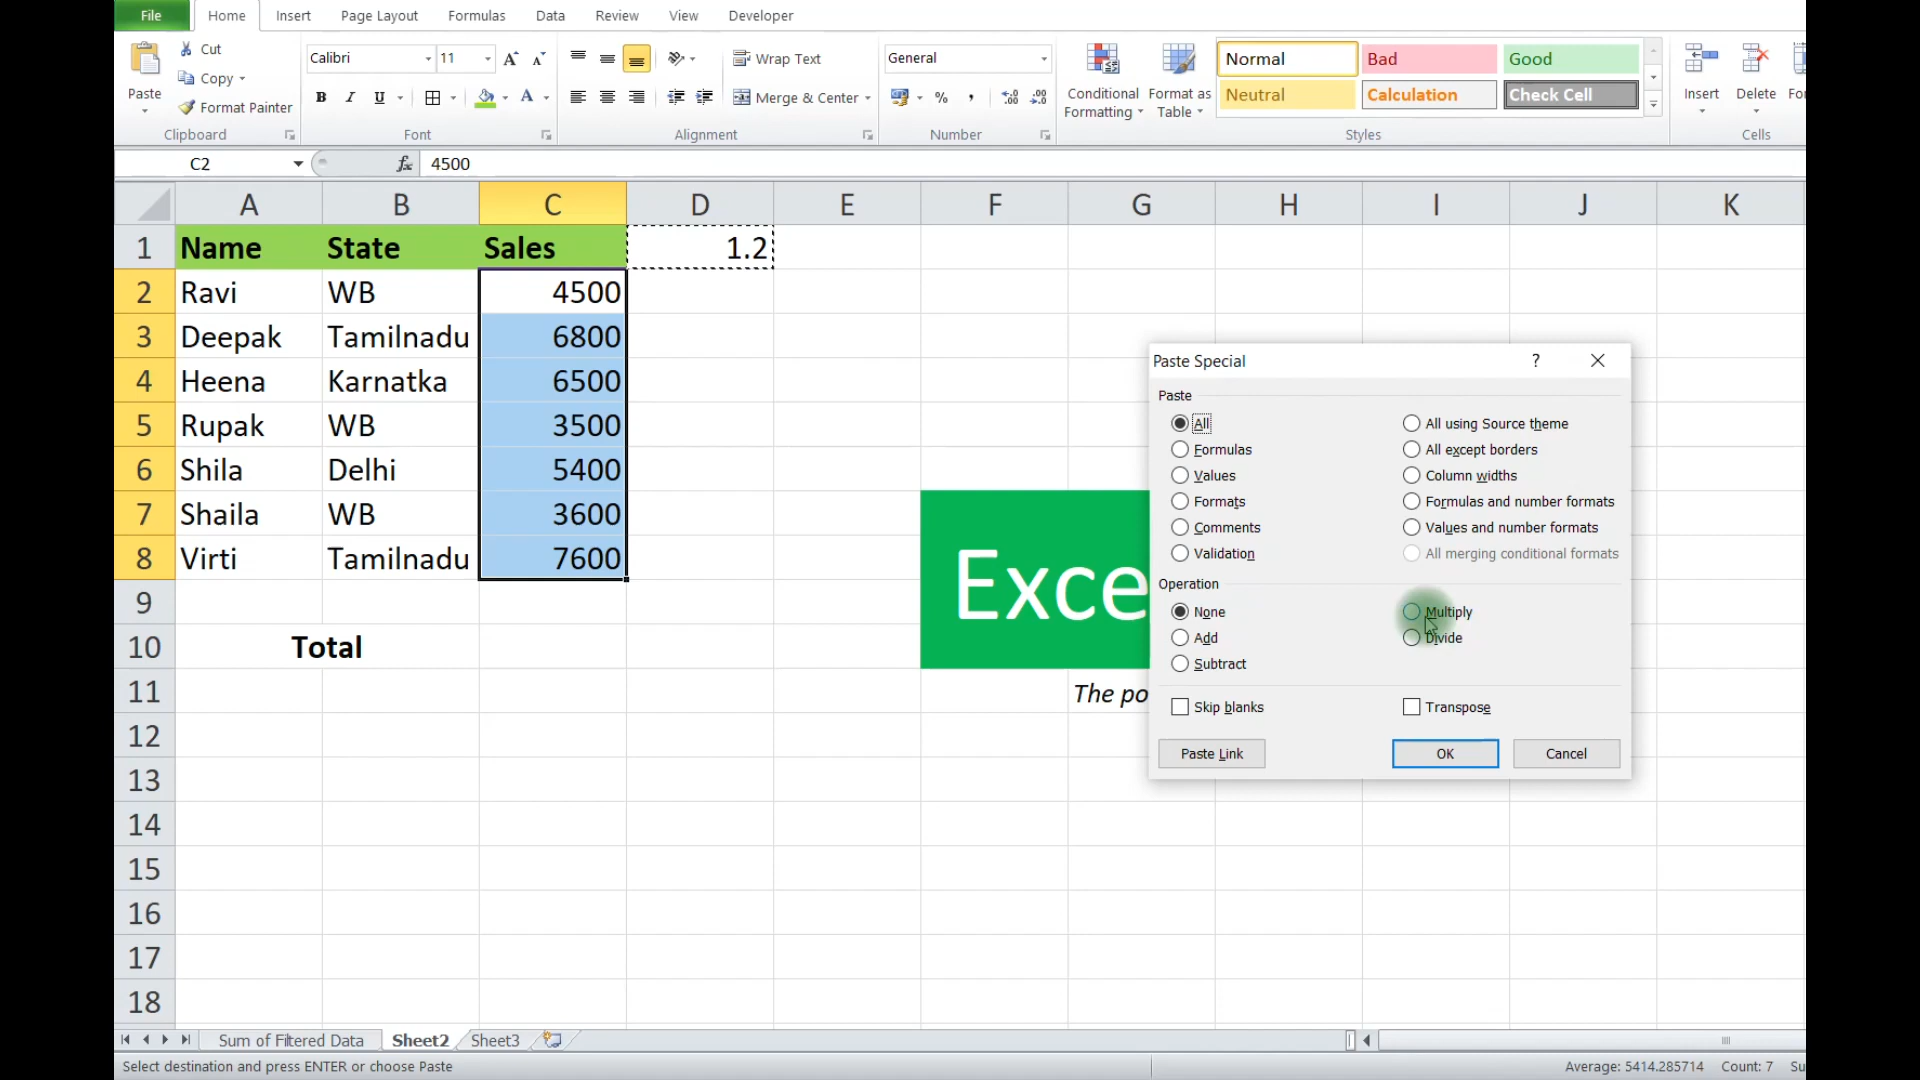 File Home Insert Page Layout Formulas Data Review View Developer
Paste
Cut
Copy
Format Painter
Clipboard
Calibri 11
B I U A
Font
Wrap Text
Merge & Center
Alignment
General
% ,
Number
Conditional Formatting
Format as Table
Normal Bad Good
Neutral Calculation Check Cell
Styles
Insert Delete For
Cells
C2 fx 4500
A B C D E F G H I J K
1 Name State Sales 1.2
2 Ravi WB 4500
3 Deepak Tamilnadu 6800
4 Heena Karnatka 6500
5 Rupak WB 3500
6 Shila Delhi 5400
7 Shaila WB 3600
8 Virti Tamilnadu 7600
9
10 Total
11
12
13
14
15
16
17
18
Exce
The po
Paste Special ?
Paste
All All using Source theme
Formulas All except borders
Values Column widths
Formats Formulas and number formats
Comments Values and number formats
Validation All merging conditional formats
Operation
None Multiply
Add Divide
Subtract
Skip blanks Transpose
Paste Link OK Cancel
Sum of Filtered Data Sheet2 Sheet3
Select destination and press ENTER or choose Paste Average: 5414.285714 Count: 7 Su